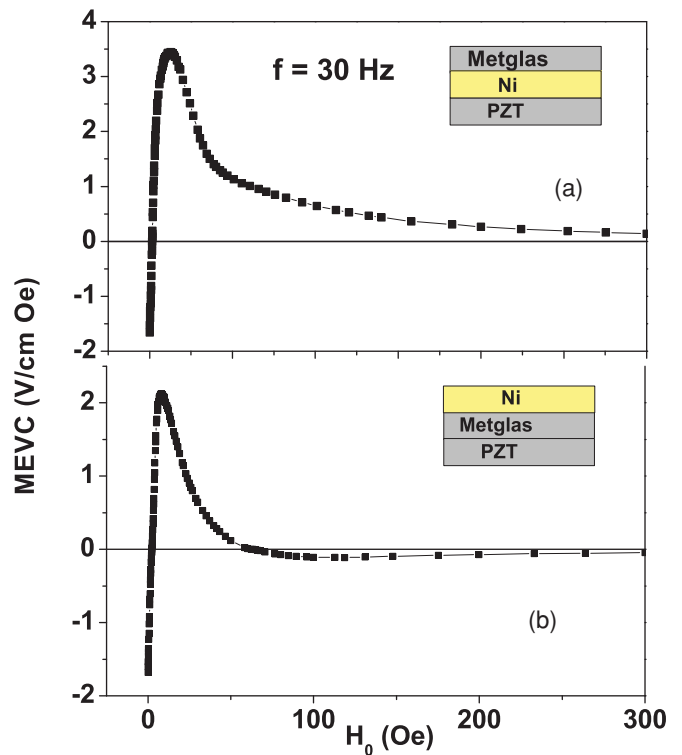 4
3
2
1
0
-1
-2
f = 30 Hz
Metglas
Ni
PZT
(a)
MEVC (V/cm Oe)
2
1
0
-1
-2
Ni
Metglas
PZT
(b)
0 100 200 300
H0 (Oe)